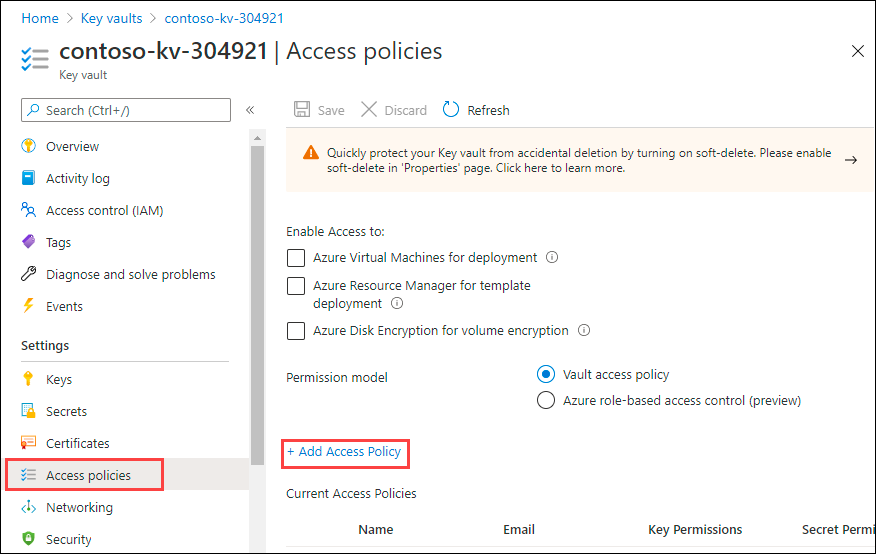 Home > Key vaults > contoso-kv-304921
contoso-kv-304921 | Access policies
Key vault
Search (Ctrl+/)
«
Save
Discard
Refresh
Overview
Activity log
Access control (IAM)
Tags
Diagnose and solve problems
Events
Settings
Keys
Secrets
Certificates
Access policies
Networking
Security
Quickly protect your Key vault from accidental deletion by turning on soft-delete. Please enable
soft-delete in 'Properties' page. Click here to learn more.
Enable Access to:
Azure Virtual Machines for deployment
Azure Resource Manager for template
deployment
Azure Disk Encryption for volume encryption
Permission model
Vault access policy
Azure role-based access control (preview)
+ Add Access Policy
Current Access Policies
Name Email Key Permissions Secret Permi